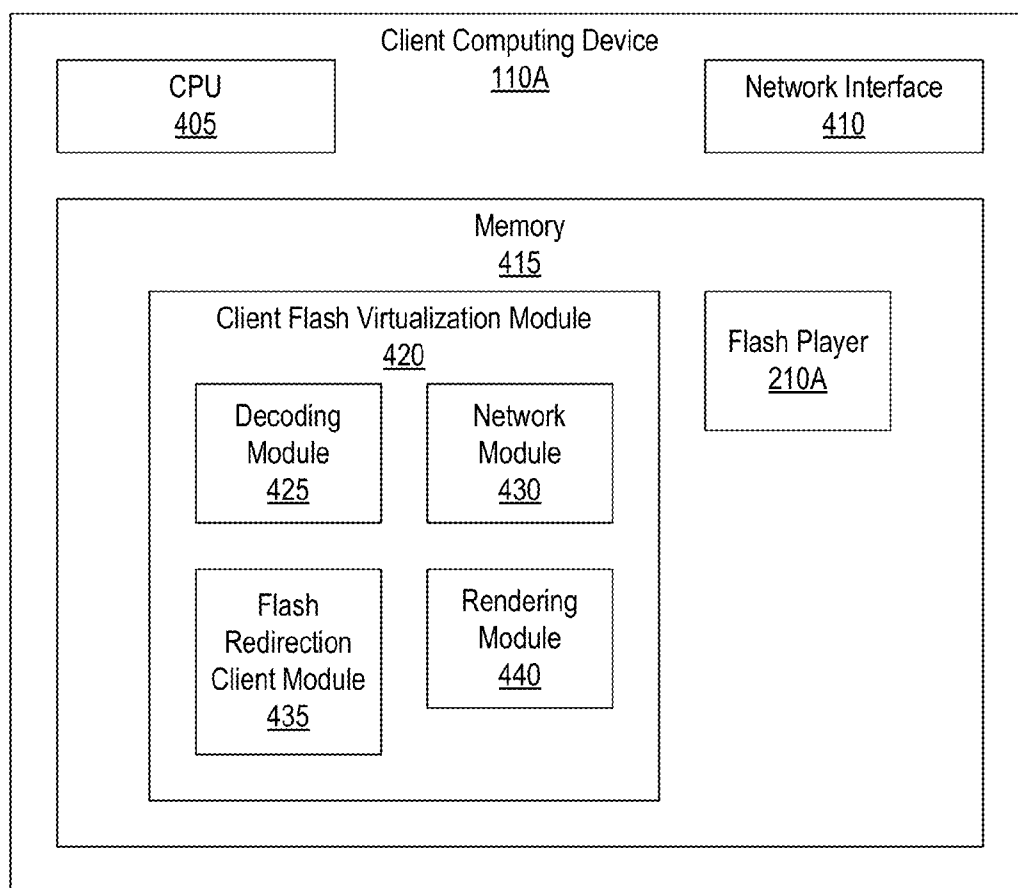 Client Computing Device
110A
CPU
405
Network Interface
410
Memory
415
Client Flash Virtualization Module
420
Flash Player
210A
Decoding
Module
425
Network
Module
430
Flash
Redirection
Client Module
435
Rendering
Module
440